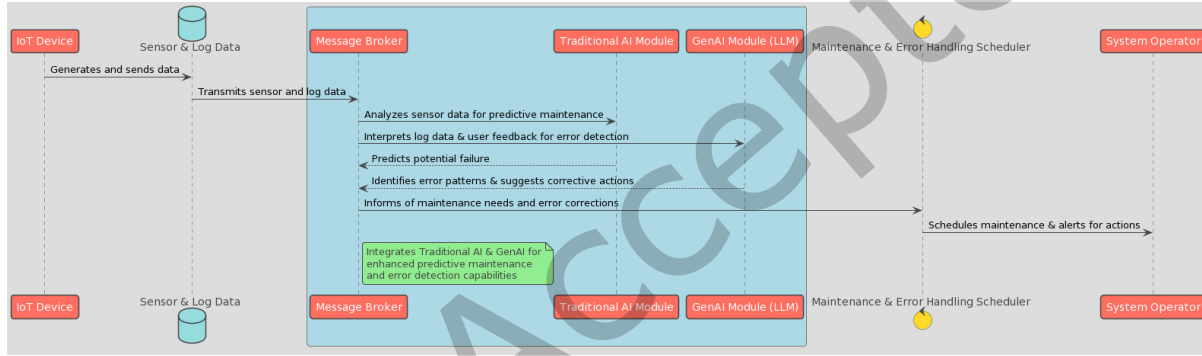 IoT Device
Sensor & Log Data
Message Broker
Traditional AI Module
GenAI Module (LLM)
Maintenance & Error Handling Scheduler
System Operator
Generates and sends data
Transmits sensor and log data
Analyzes sensor data for predictive maintenance
Interprets log data & user feedback for error detection
Predicts potential failure
Identifies error patterns & suggests corrective actions
Informs of maintenance needs and error corrections
Schedules maintenance & alerts for actions
Integrates Traditional AI & GenAI for
enhanced predictive maintenance
and error detection capabilities
IoT Device
Sensor & Log Data
Message Broker
Traditional AI Module
GenAI Module (LLM)
Maintenance & Error Handling Scheduler
System Operator
Accepte